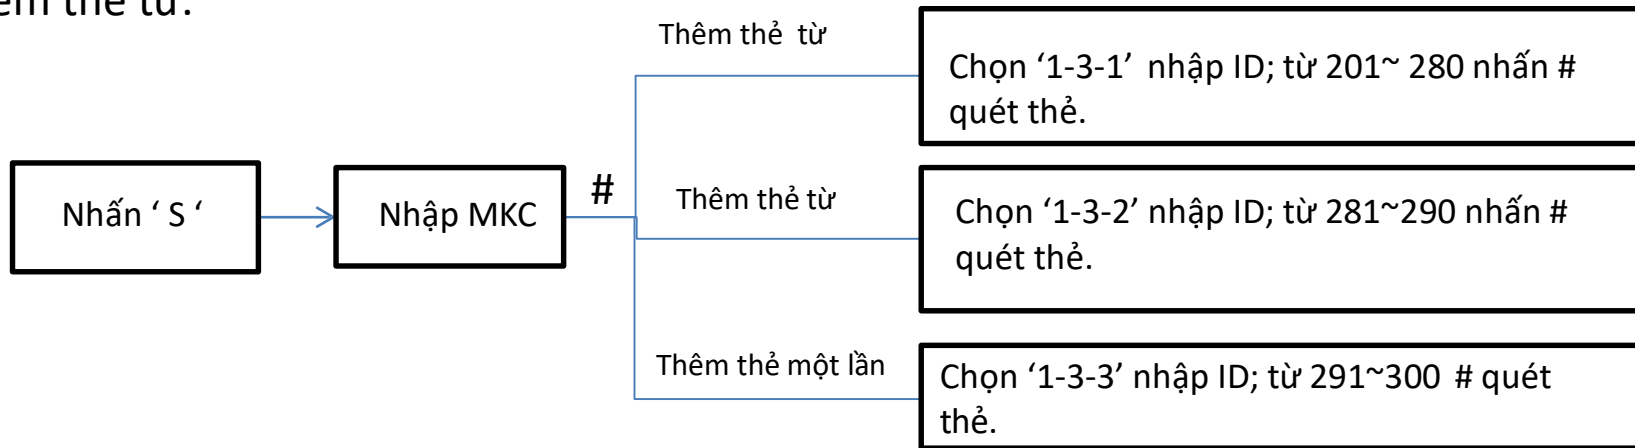 thẻ từ:
Thêm thẻ  từ
Chọn ‘1-3-1’  nhập ID; từ 201~ 280 nhấn #
quét thẻ.
Nhấn ‘ S ‘
Nhập MKC
#
Thêm thẻ từ
Chọn ‘1-3-2’ nhập ID; từ 281~290 nhấn #
quét thẻ.
Thêm thẻ một lần
Chọn ‘1-3-3’ nhập ID; từ 291~300  # quét
thẻ.